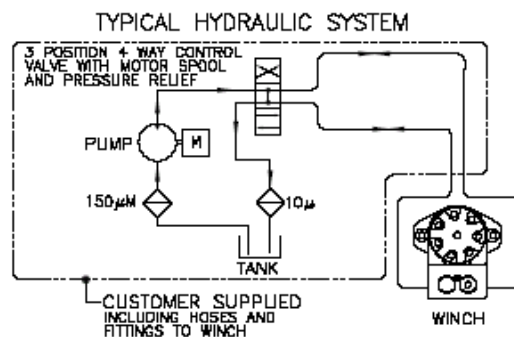 TYPICAL HYDRAULIC SYSTEM
3 POSITION 4 WAY CONTROL
VALVE WITH MOTOR SPOOL
AND PRESSURE RELIEF
PUMP
M
150µM
10µ
TANK
CUSTOMER SUPPLIED
INCLUDING HOSES AND
FITTINGS TO WINCH
WINCH